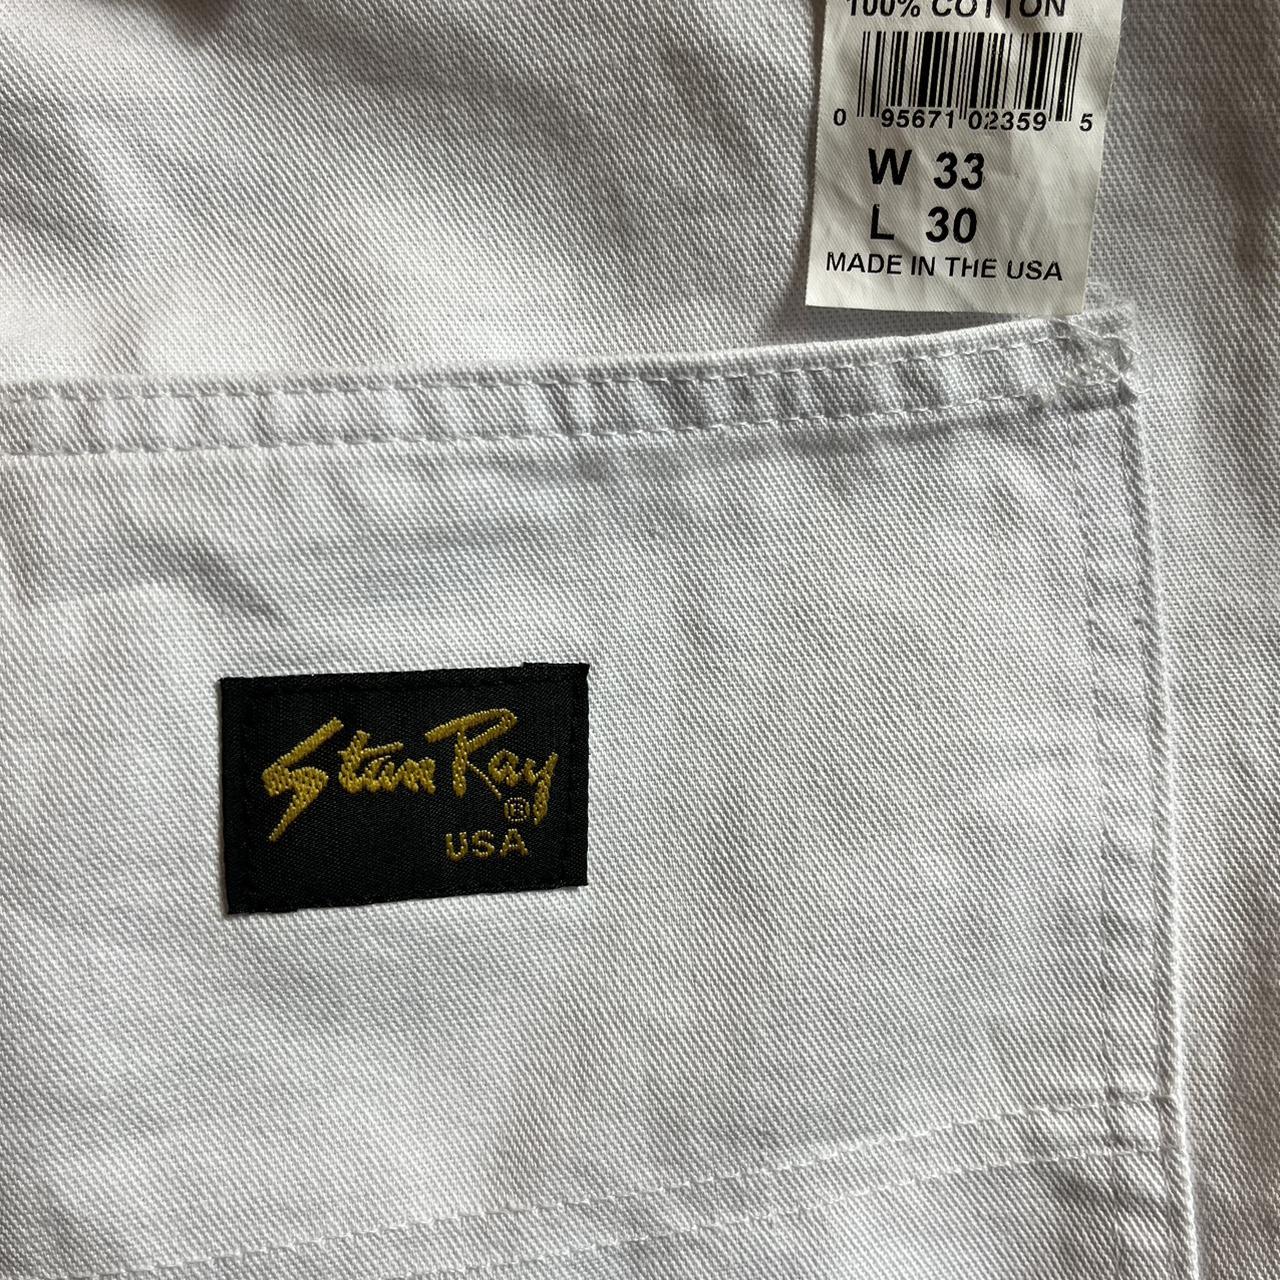 100% COTTON
0 95671 02359 5
W 33
L 30
MADE IN THE USA
Stan Ray
®
USA